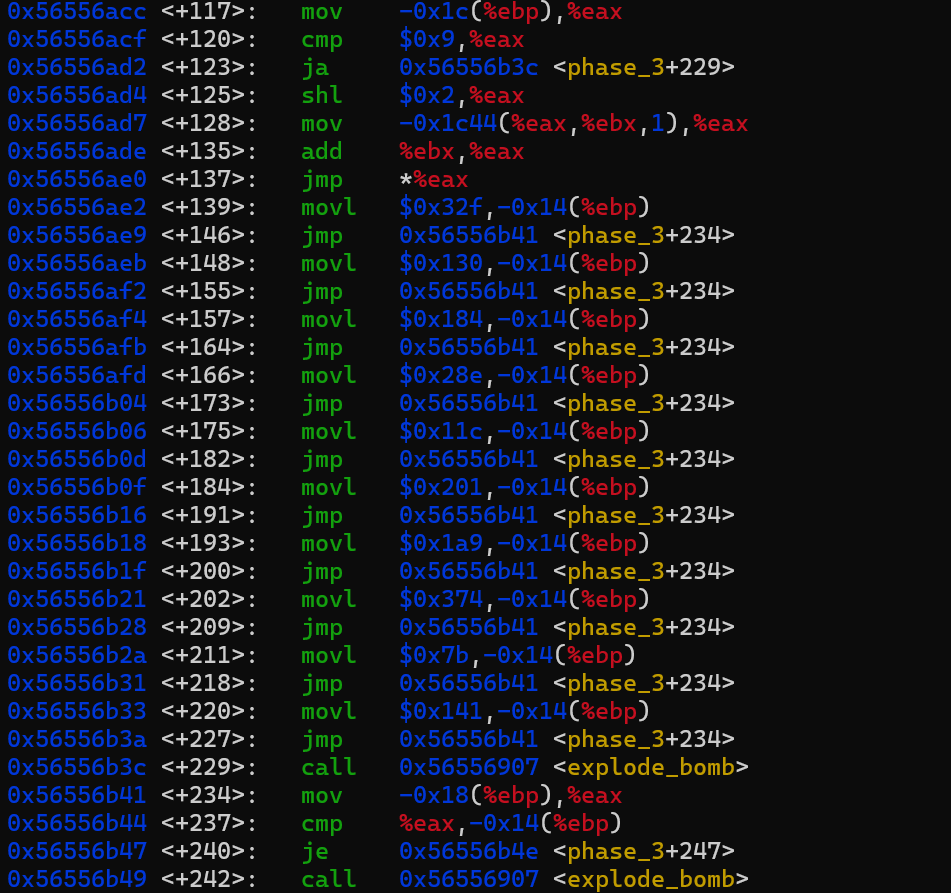 0x56556acc <+117>: mov -0x1c(%ebp),%eax
0x56556acf <+120>: cmp $0x9,%eax
0x56556ad2 <+123>: ja 0x56556b3c <phase_3+229>
0x56556ad4 <+125>: shl $0x2,%eax
0x56556ad7 <+128>: mov -0x1c44(%eax,%ebx,1),%eax
0x56556ade <+135>: add %ebx,%eax
0x56556ae0 <+137>: jmp *%eax
0x56556ae2 <+139>: movl $0x32f,-0x14(%ebp)
0x56556ae9 <+146>: jmp 0x56556b41 <phase_3+234>
0x56556aeb <+148>: movl $0x130,-0x14(%ebp)
0x56556af2 <+155>: jmp 0x56556b41 <phase_3+234>
0x56556af4 <+157>: movl $0x184,-0x14(%ebp)
0x56556afb <+164>: jmp 0x56556b41 <phase_3+234>
0x56556afd <+166>: movl $0x28e,-0x14(%ebp)
0x56556b04 <+173>: jmp 0x56556b41 <phase_3+234>
0x56556b06 <+175>: movl $0x11c,-0x14(%ebp)
0x56556b0d <+182>: jmp 0x56556b41 <phase_3+234>
0x56556b0f <+184>: movl $0x201,-0x14(%ebp)
0x56556b16 <+191>: jmp 0x56556b41 <phase_3+234>
0x56556b18 <+193>: movl $0x1a9,-0x14(%ebp)
0x56556b1f <+200>: jmp 0x56556b41 <phase_3+234>
0x56556b21 <+202>: movl $0x374,-0x14(%ebp)
0x56556b28 <+209>: jmp 0x56556b41 <phase_3+234>
0x56556b2a <+211>: movl $0x7b,-0x14(%ebp)
0x56556b31 <+218>: jmp 0x56556b41 <phase_3+234>
0x56556b33 <+220>: movl $0x141,-0x14(%ebp)
0x56556b3a <+227>: jmp 0x56556b41 <phase_3+234>
0x56556b3c <+229>: call 0x56556907 <explode_bomb>
0x56556b41 <+234>: mov -0x18(%ebp),%eax
0x56556b44 <+237>: cmp %eax,-0x14(%ebp)
0x56556b47 <+240>: je 0x56556b4e <phase_3+247>
0x56556b49 <+242>: call 0x56556907 <explode_bomb>